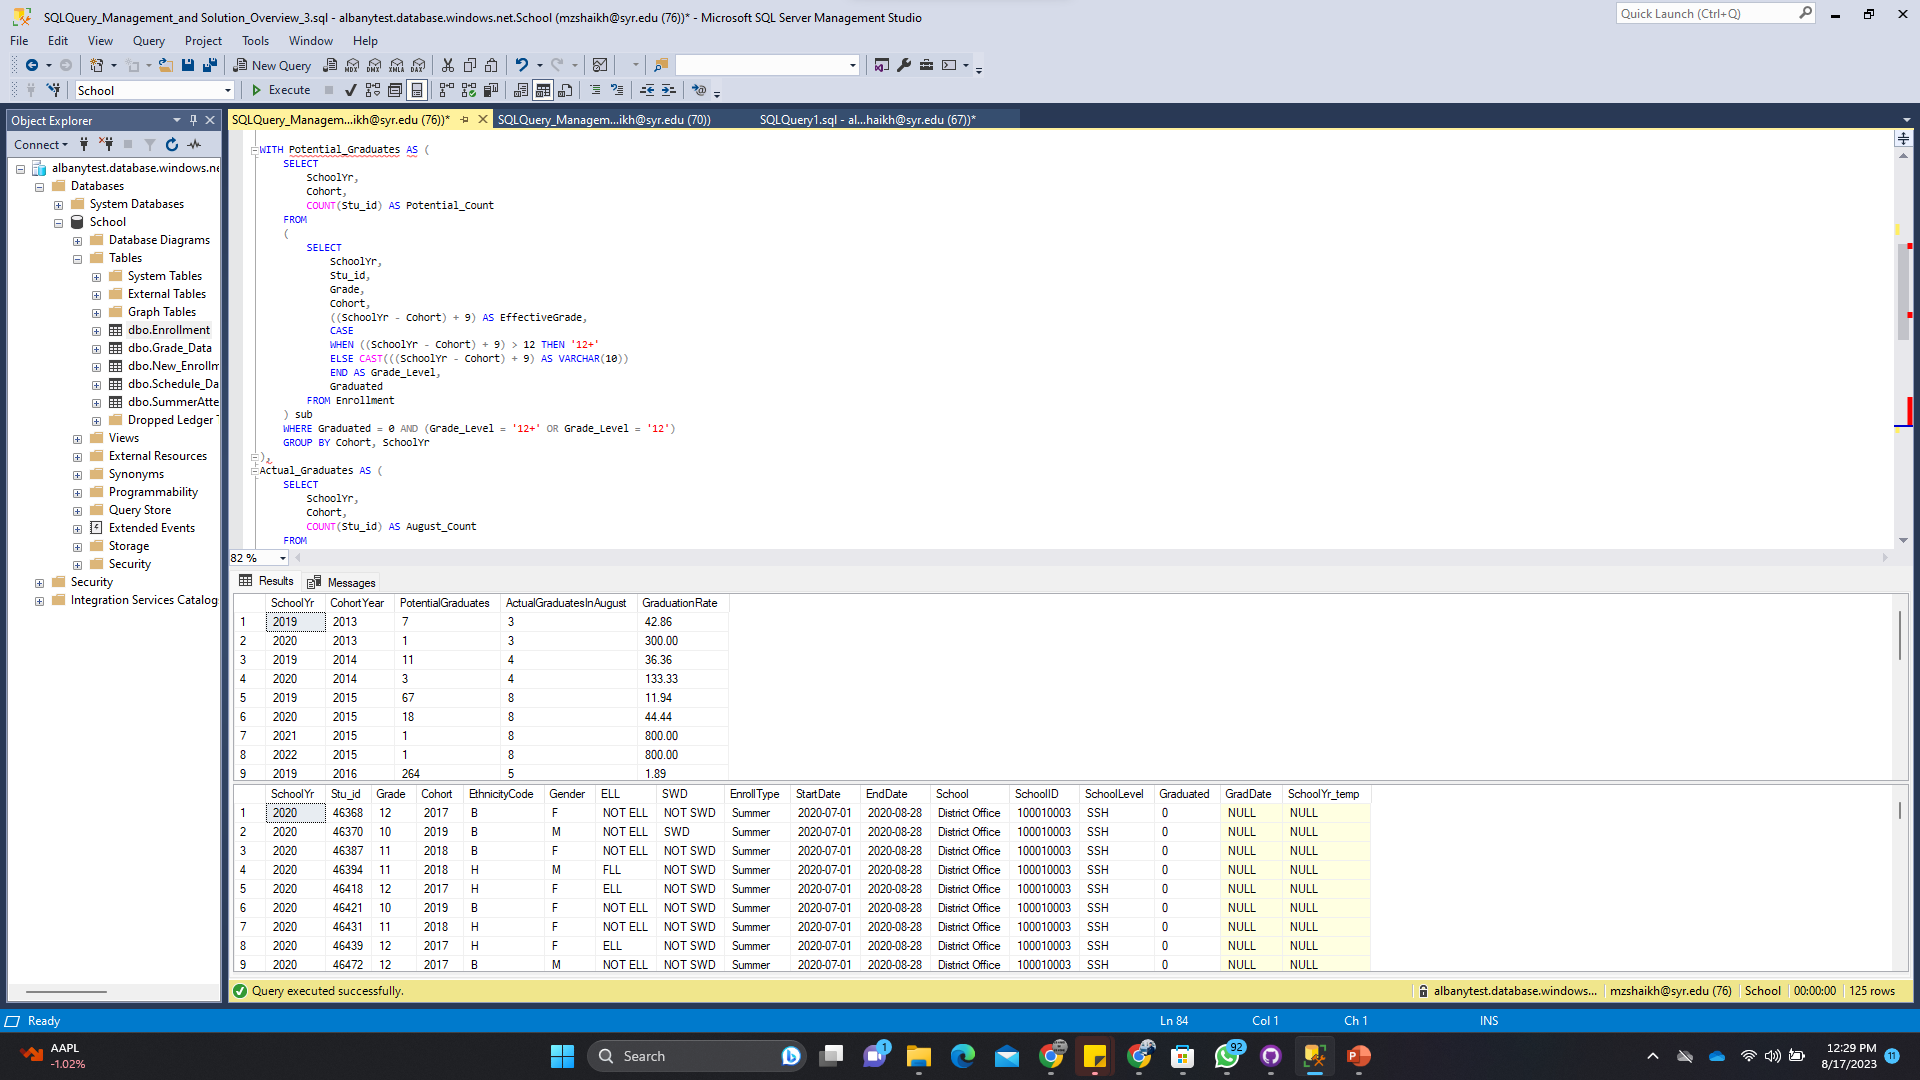 SQLQuery_Management_and Solution_Overview_3.sql - albanytest.database.windows.net.School (mzshaikh@syr.edu (76))* - Microsoft SQL Server Management Studio
Quick Launch (Ctrl+Q)
File Edit View Query Project Tools Window Help
New Query
MDX DMX XMLA DAX
School
Execute
Object Explorer
Connect
albanytest.database.windows.ne
Databases
System Databases
School
Database Diagrams
Tables
System Tables
External Tables
Graph Tables
dbo.Enrollment
dbo.Grade_Data
dbo.New_Enrollm
dbo.Schedule_Da
dbo.SummerAtte
Dropped Ledger
Views
External Resources
Synonyms
Programmability
Query Store
Extended Events
Storage
Security
Security
Integration Services Catalog
SQLQuery_Managem...ikh@syr.edu (76))* SQLQuery_Managem...ikh@syr.edu (70)) SQLQuery1.sql - al...haikh@syr.edu (67))*
WITH Potential_Graduates AS (
SELECT
SchoolYr,
Cohort,
COUNT(Stu_id) AS Potential_Count
FROM
(
SELECT
SchoolYr,
Stu_id,
Grade,
Cohort,
((SchoolYr - Cohort) + 9) AS EffectiveGrade,
CASE
WHEN ((SchoolYr - Cohort) + 9) > 12 THEN '12+'
ELSE CAST(((SchoolYr - Cohort) + 9) AS VARCHAR(10))
END AS Grade_Level,
Graduated
FROM Enrollment
) sub
WHERE Graduated = 0 AND (Grade_Level = '12+' OR Grade_Level = '12')
GROUP BY Cohort, SchoolYr
),
Actual_Graduates AS (
SELECT
SchoolYr,
Cohort,
COUNT(Stu_id) AS August_Count
FROM
82 %
Results Messages
SchoolYr CohortYear PotentialGraduates ActualGraduatesInAugust GraduationRate
1 2019 2013 7 3 42.86
2 2020 2013 1 3 300.00
3 2019 2014 11 4 36.36
4 2020 2014 3 4 133.33
5 2019 2015 67 8 11.94
6 2020 2015 18 8 44.44
7 2021 2015 1 8 800.00
8 2022 2015 1 8 800.00
9 2019 2016 264 5 1.89
SchoolYr Stu_id Grade Cohort EthnicityCode Gender ELL SWD EnrollType StartDate EndDate School SchoolID SchoolLevel Graduated GradDate SchoolYr_temp
1 2020 46368 12 2017 B F NOT ELL NOT SWD Summer 2020-07-01 2020-08-28 District Office 100010003 SSH 0 NULL NULL
2 2020 46370 10 2019 B M NOT ELL SWD Summer 2020-07-01 2020-08-28 District Office 100010003 SSH 0 NULL NULL
3 2020 46387 11 2018 B F NOT ELL NOT SWD Summer 2020-07-01 2020-08-28 District Office 100010003 SSH 0 NULL NULL
4 2020 46394 11 2018 H M FLL NOT SWD Summer 2020-07-01 2020-08-28 District Office 100010003 SSH 0 NULL NULL
5 2020 46418 12 2017 H F ELL NOT SWD Summer 2020-07-01 2020-08-28 District Office 100010003 SSH 0 NULL NULL
6 2020 46421 10 2019 B F NOT ELL NOT SWD Summer 2020-07-01 2020-08-28 District Office 100010003 SSH 0 NULL NULL
7 2020 46431 11 2018 H F NOT ELL NOT SWD Summer 2020-07-01 2020-08-28 District Office 100010003 SSH 0 NULL NULL
8 2020 46439 12 2017 H F ELL NOT SWD Summer 2020-07-01 2020-08-28 District Office 100010003 SSH 0 NULL NULL
9 2020 46472 12 2017 B M NOT ELL NOT SWD Summer 2020-07-01 2020-08-28 District Office 100010003 SSH 0 NULL NULL
Query executed successfully. albanytest.database.windows... mzshaikh@syr.edu (76) School 00:00:00 125 rows
Ready Ln 84 Col 1 Ch 1 INS
AAPL
-1.02%
Search
1
92
12:29 PM
8/17/2023
11